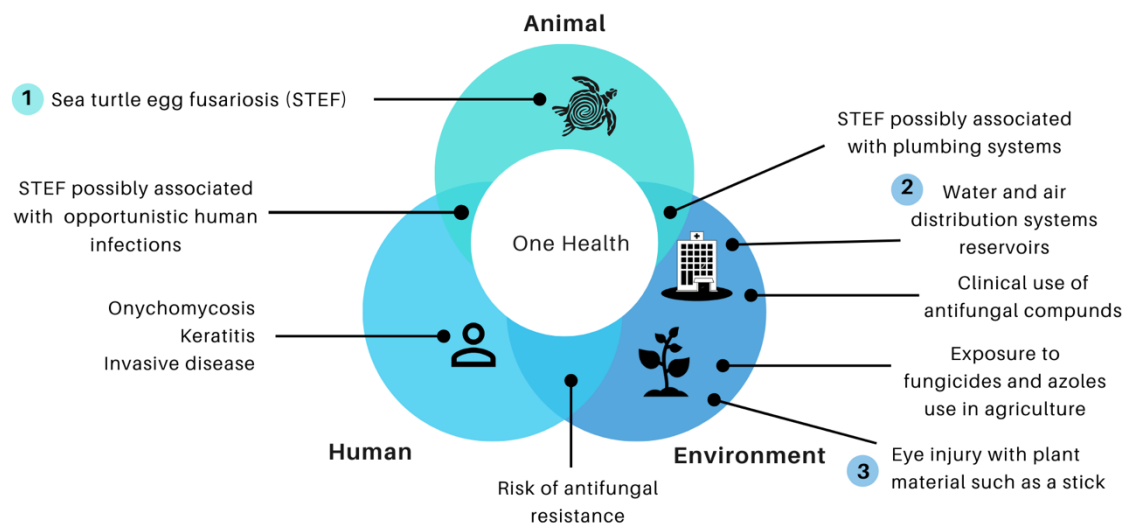 Animal
1 Sea turtle egg fusariosis (STEF)
STEF possibly associated
with plumbing systems
STEF possibly associated
with opportunistic human
infections
2 Water and air
distribution systems
reservoirs
One Health
Clinical use of
antifungal compunds
Onychomycosis
Keratitis
Invasive disease
Exposure to
fungicides and azoles
use in agriculture
Human
Environment
3 Eye injury with plant
material such as a stick
Risk of antifungal
resistance